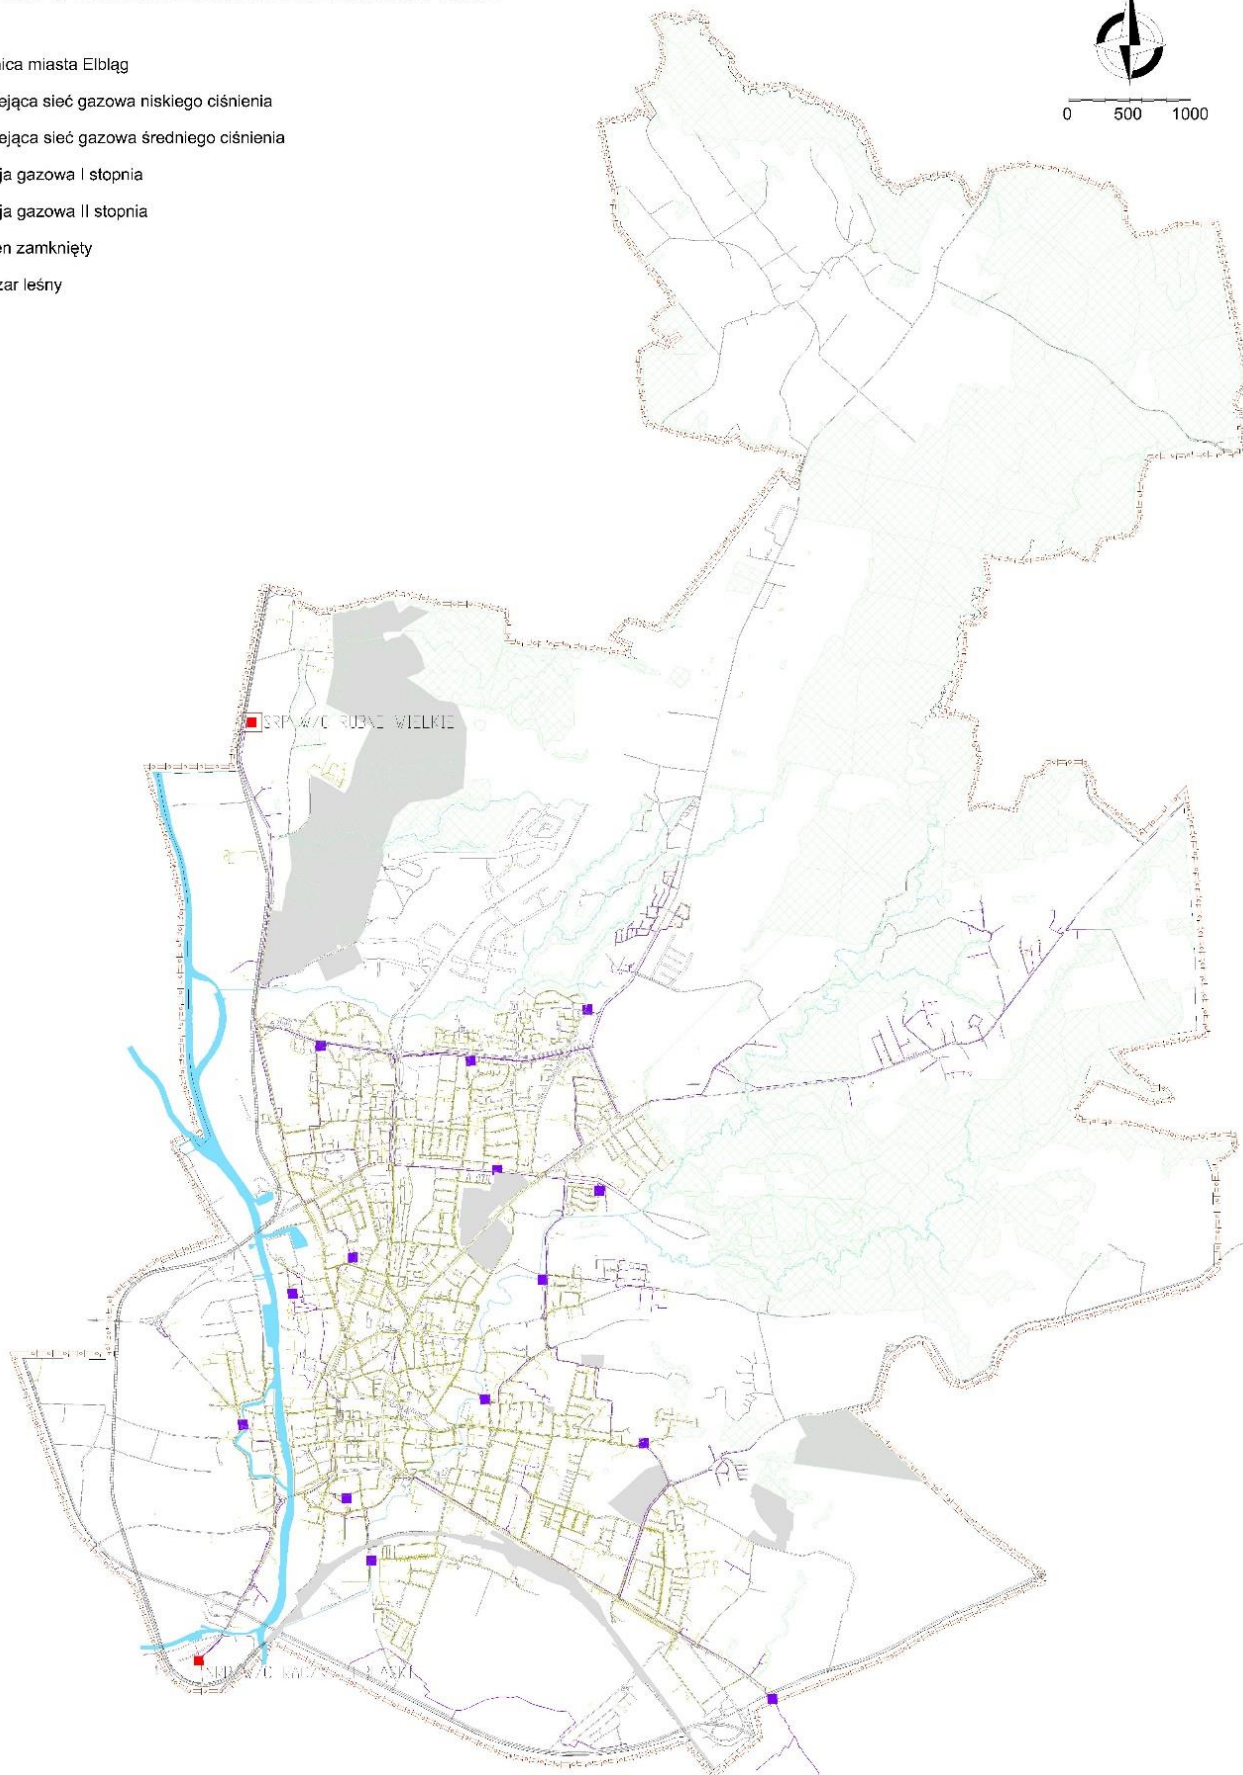 nica miasta Elbląg
ejąca sieć gazowa niskiego ciśnienia
ejąca sieć gazowa średniego ciśnienia
ja gazowa I stopnia
ja gazowa II stopnia
en zamknięty
zar leśny
0 500 1000
WIELKIE